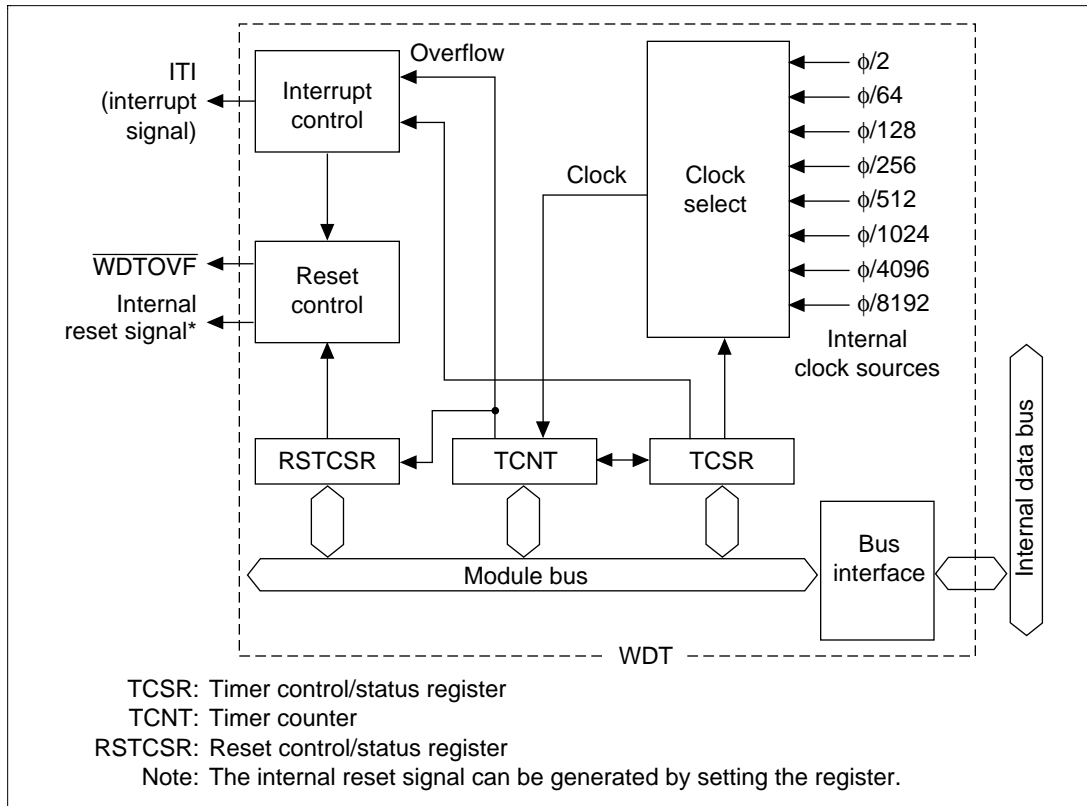 Overflow
ITI
(interrupt
signal)
Interrupt
control
ϕ/2
ϕ/64
ϕ/128
ϕ/256
ϕ/512
ϕ/1024
ϕ/4096
ϕ/8192
Clock
Clock
select
WDTOVF
Internal
reset signal*
Reset
control
Internal
clock sources
RSTCSR
TCNT
TCSR
Module bus
Bus
interface
Internal data bus
WDT
TCSR: Timer control/status register
TCNT: Timer counter
RSTCSR: Reset control/status register
Note: The internal reset signal can be generated by setting the register.